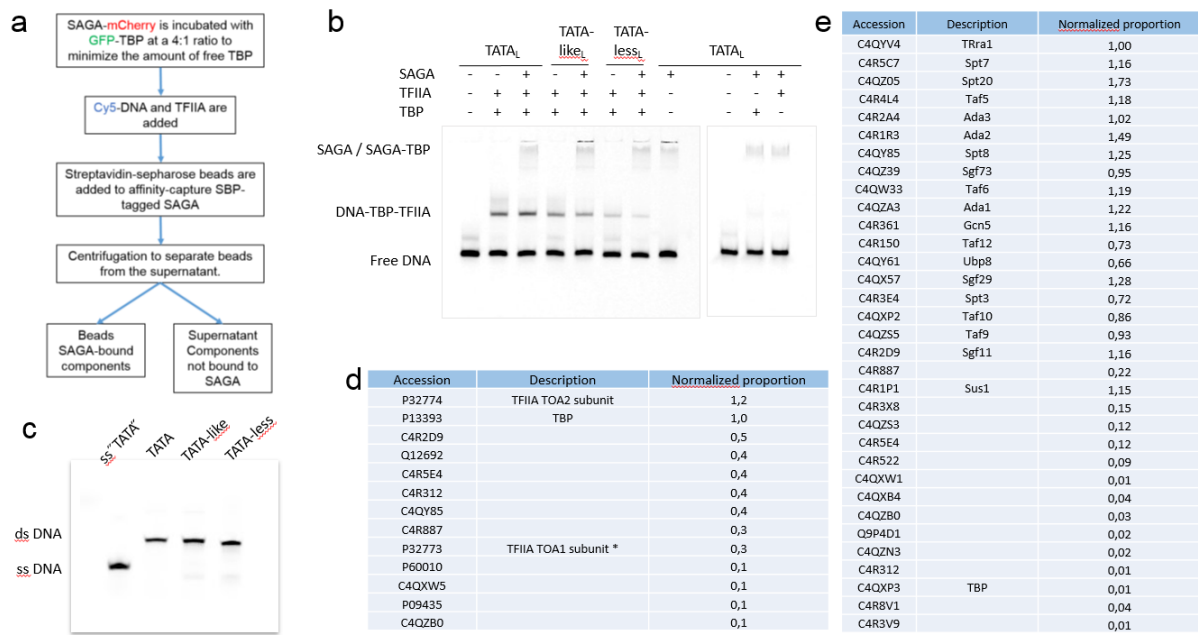 a
SAGA-mCherry is incubated with
GFP-TBP at a 4:1 ratio to
minimize the amount of free TBP
Cy5-DNA and TFIIA are
added
Streptavidin-sepharose beads are
added to affinity-capture SBP-
tagged SAGA
Centrifugation to separate beads
from the supernatant.
Beads
SAGA-bound
components
Supernatant
Components
not bound to
SAGA
b
TATAL
TATA-
likeL
TATA-
lessL
TATAL
SAGA - - + - + - + + - + +
TFIIA - + + + + + + - - - +
TBP - + + + + + + - - + -
SAGA / SAGA-TBP
DNA-TBP-TFIIA
Free DNA
c
ss"TATA"
TATA
TATA-like
TATA-less
ds DNA
ss DNA
d
Accession Description Normalized proportion
P32774 TFIIA TOA2 subunit 1,2
P13393 TBP 1,0
C4R2D9 0,5
Q12692 0,4
C4R5E4 0,4
C4R312 0,4
C4QY85 0,4
C4R887 0,3
P32773 TFIIA TOA1 subunit * 0,3
P60010 0,1
C4QXW5 0,1
P09435 0,1
C4QZB0 0,1
e
Accession Description Normalized proportion
C4QYV4 TRra1 1,00
C4R5C7 Spt7 1,16
C4QZ05 Spt20 1,73
C4R4L4 Taf5 1,18
C4R2A4 Ada3 1,02
C4R1R3 Ada2 1,49
C4QY85 Spt8 1,25
C4QZ39 Sgf73 0,95
C4QW33 Taf6 1,19
C4QZA3 Ada1 1,22
C4R361 Gcn5 1,16
C4R150 Taf12 0,73
C4QY61 Ubp8 0,66
C4QX57 Sgf29 1,28
C4R3E4 Spt3 0,72
C4QXP2 Taf10 0,86
C4QZS5 Taf9 0,93
C4R2D9 Sgf11 1,16
C4R887 0,22
C4R1P1 Sus1 1,15
C4R3X8 0,15
C4QZS3 0,12
C4R5E4 0,12
C4R522 0,09
C4QXW1 0,01
C4QXB4 0,04
C4QZB0 0,03
Q9P4D1 0,02
C4QZN3 0,02
C4R312 0,01
C4QXP3 TBP 0,01
C4R8V1 0,04
C4R3V9 0,01